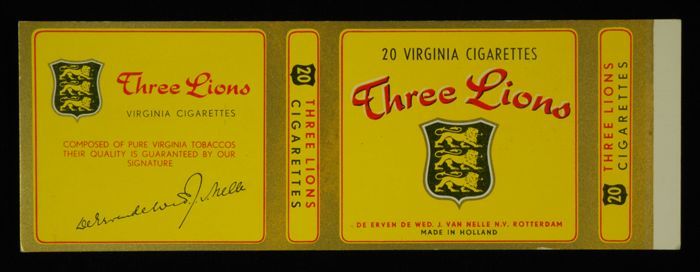 Three Lions
VIRGINIA CIGARETTES
COMPOSED OF PURE VIRGINIA TOBACCOS
THEIR QUALITY IS GUARANTEED BY OUR
SIGNATURE
20
THREE LIONS
CIGARETTES
20 VIRGINIA CIGARETTES
Three Lions
DE ERVEN DE WED. J. VAN NELLE N.V. ROTTERDAM
MADE IN HOLLAND
20
THREE LIONS
CIGARETTES